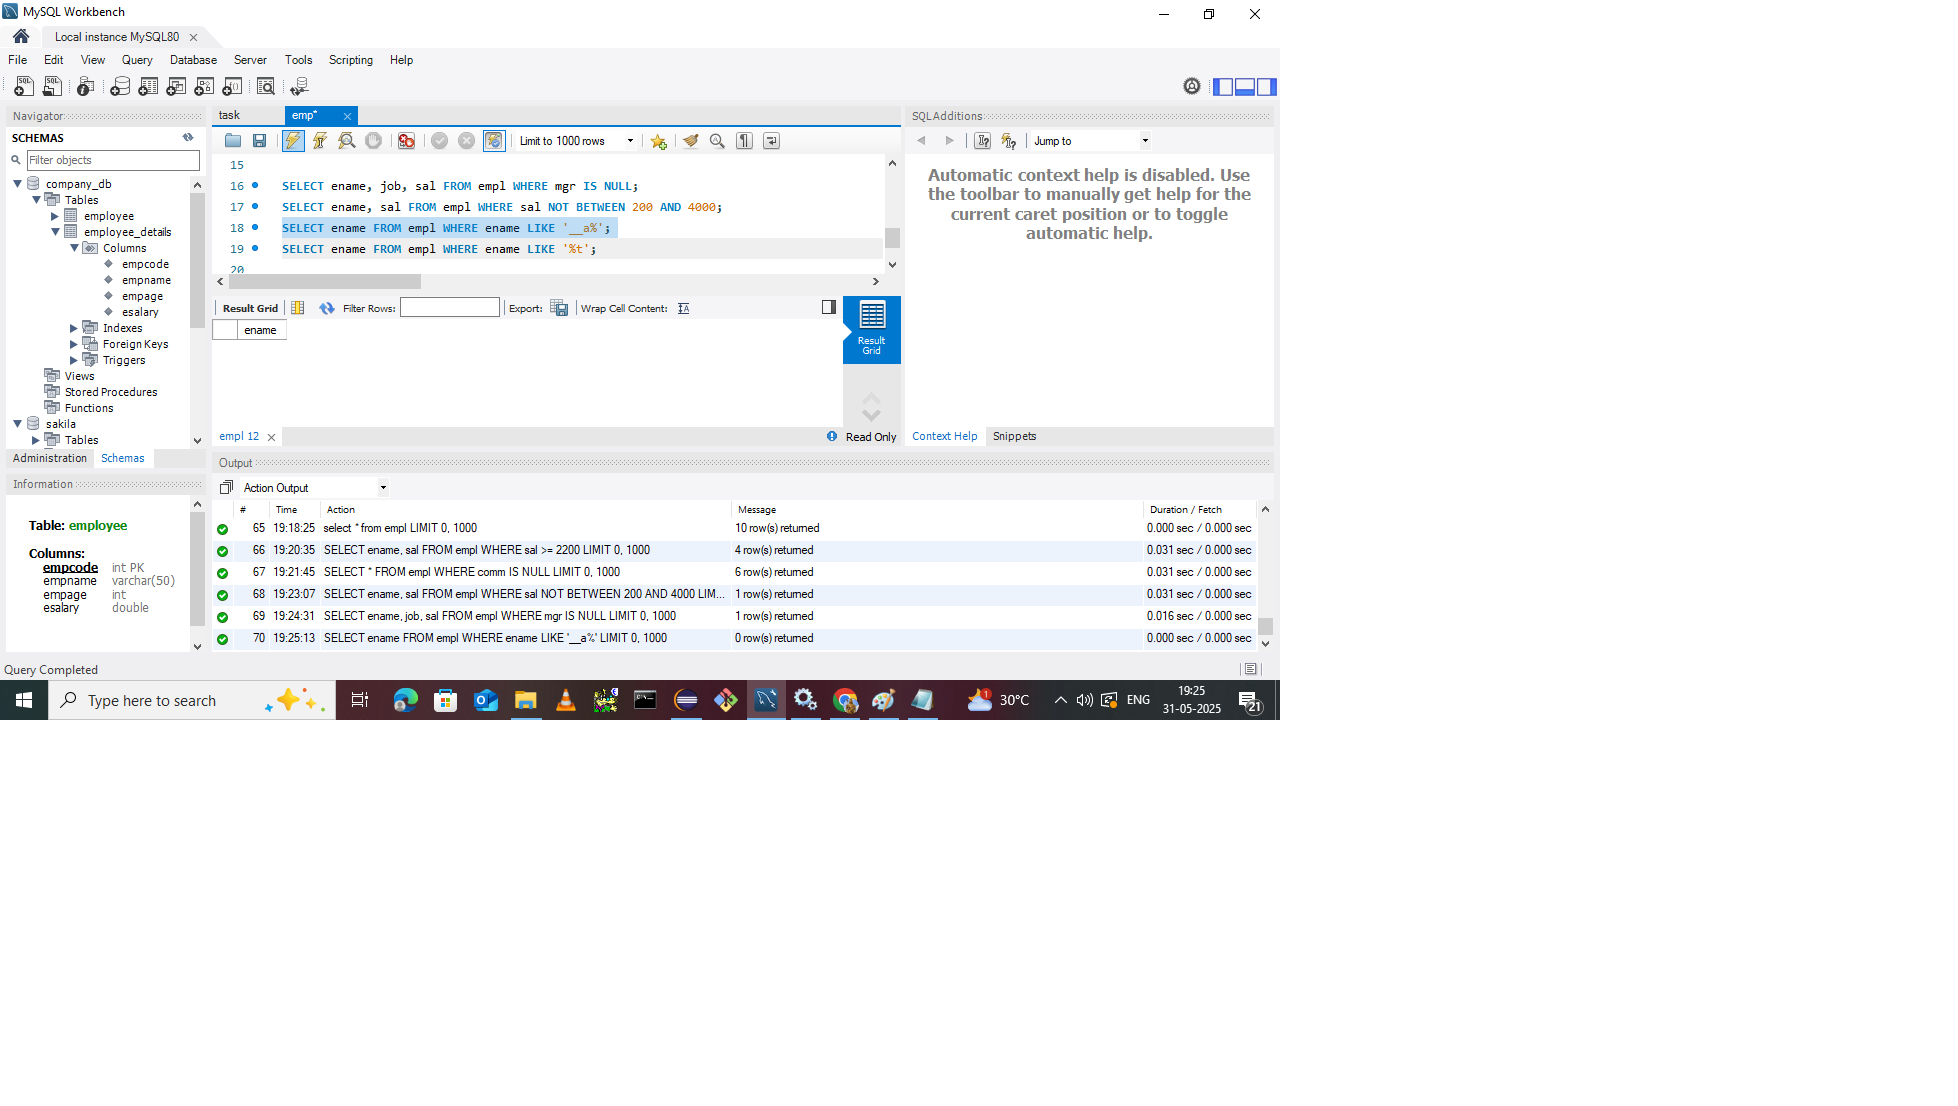 MySQL Workbench
Local instance MySQL80
File Edit View Query Database Server Tools Scripting Help
Navigator
SCHEMAS
Filter objects
company_db
Tables
employee
employee_details
Columns
empcode
empname
empage
esalary
Indexes
Foreign Keys
Triggers
Views
Stored Procedures
Functions
sakila
Tables
Administration Schemas
Information
Table: employee
Columns:
empcode int PK
empname varchar(50)
empage int
esalary double
task emp*
Limit to 1000 rows
15
16 SELECT ename, job, sal FROM empl WHERE mgr IS NULL;
17 SELECT ename, sal FROM empl WHERE sal NOT BETWEEN 200 AND 4000;
18 SELECT ename FROM empl WHERE ename LIKE '__a%';
19 SELECT ename FROM empl WHERE ename LIKE '%t';
20
Result Grid Filter Rows: Export: Wrap Cell Content:
ename
Result
Grid
empl 12 Read Only
SQLAdditions
Jump to
Automatic context help is disabled. Use
the toolbar to manually get help for the
current caret position or to toggle
automatic help.
Context Help Snippets
Output
Action Output
# Time Action Message Duration / Fetch
65 19:18:25 select * from empl LIMIT 0, 1000 10 row(s) returned 0.000 sec / 0.000 sec
66 19:20:35 SELECT ename, sal FROM empl WHERE sal >= 2200 LIMIT 0, 1000 4 row(s) returned 0.031 sec / 0.000 sec
67 19:21:45 SELECT * FROM empl WHERE comm IS NULL LIMIT 0, 1000 6 row(s) returned 0.031 sec / 0.000 sec
68 19:23:07 SELECT ename, sal FROM empl WHERE sal NOT BETWEEN 200 AND 4000 LIM... 1 row(s) returned 0.031 sec / 0.000 sec
69 19:24:31 SELECT ename, job, sal FROM empl WHERE mgr IS NULL LIMIT 0, 1000 1 row(s) returned 0.016 sec / 0.000 sec
70 19:25:13 SELECT ename FROM empl WHERE ename LIKE '__a%' LIMIT 0, 1000 0 row(s) returned 0.000 sec / 0.000 sec
Query Completed
Type here to search
1
30°C
ENG
19:25
31-05-2025
21